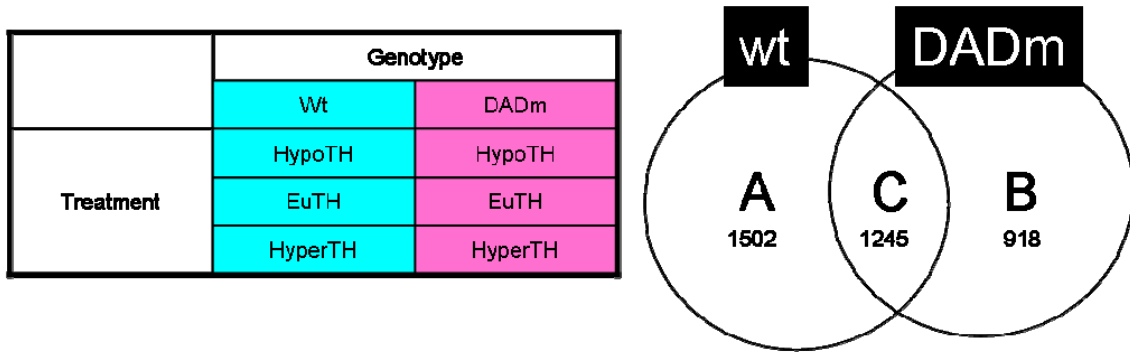 Genotype
Wt DADm
HypoTH HypoTH
Treatment EuTH EuTH
HyperTH HyperTH
wt DADm
A C B
1502 1245 918